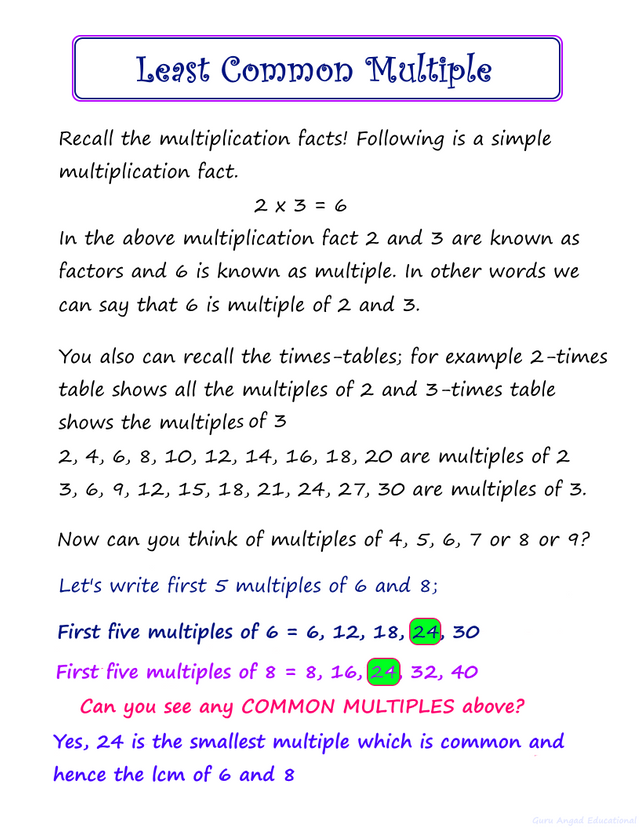 Least Common Multiple
Recall the multiplication facts! Following is a simple
multiplication fact.
2 x 3 = 6
In the above multiplication fact 2 and 3 are known as
factors and 6 is known as multiple. In other words we
can say that 6 is multiple of 2 and 3.
You also can recall the times-tables; for example 2-times
table shows all the multiples of 2 and 3-times table
shows the multiples of 3
2, 4, 6, 8, 10, 12, 14, 16, 18, 20 are multiples of 2
3, 6, 9, 12, 15, 18, 21, 24, 27, 30 are multiples of 3.
Now can you think of multiples of 4, 5, 6, 7 or 8 or 9?
Let's write first 5 multiples of 6 and 8;
First five multiples of 6 = 6, 12, 18, 24, 30
First five multiples of 8 = 8, 16, 24, 32, 40
Can you see any COMMON MULTIPLES above?
Yes, 24 is the smallest multiple which is common and
hence the lcm of 6 and 8
Guru Angad Educational